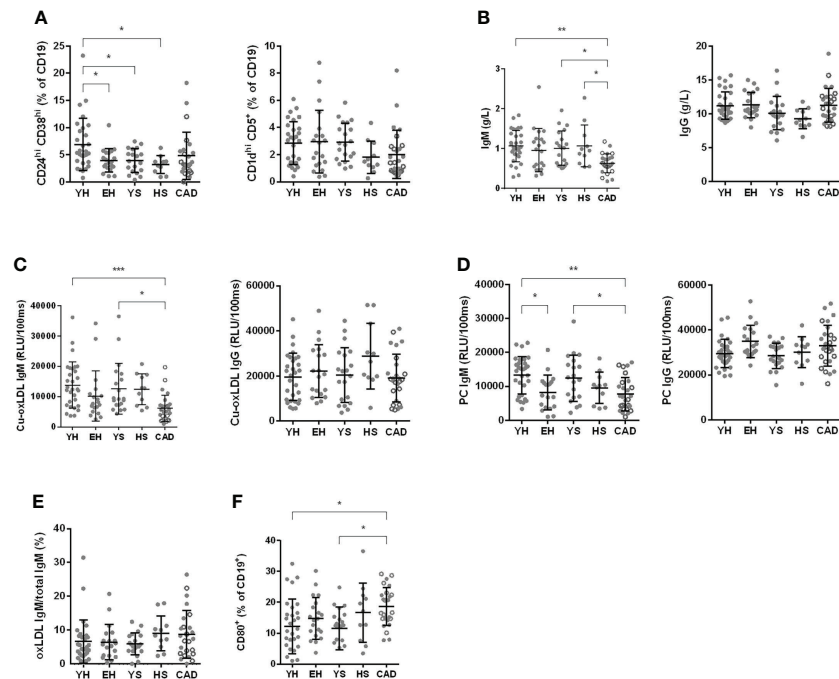 A
CD24hi CD38hi (% of CD19)
25
20
15
10
5
0
*
*
*
YH EH YS HS CAD
CD1dhi CD5+ (% of CD19)
10
8
6
4
2
0
YH EH YS HS CAD
B
IgM (g/L)
4
3
2
1
0
**
*
*
YH EH YS HS CAD
IgG (g/L)
20
15
10
5
0
YH EH YS HS CAD
C
Cu-oxLDL IgM (RLU/100ms)
40000
30000
20000
10000
0
***
*
YH EH YS HS CAD
Cu-oxLDL IgG (RLU/100ms)
60000
40000
20000
0
YH EH YS HS CAD
D
PC IgM (RLU/100ms)
40000
30000
20000
10000
0
**
*
*
YH EH YS HS CAD
PC IgG (RLU/100ms)
60000
40000
20000
0
YH EH YS HS CAD
E
oxLDL IgM/total IgM (%)
40
30
20
10
0
YH EH YS HS CAD
F
CD80+ (% of CD19+)
40
30
20
10
0
*
*
YH EH YS HS CAD